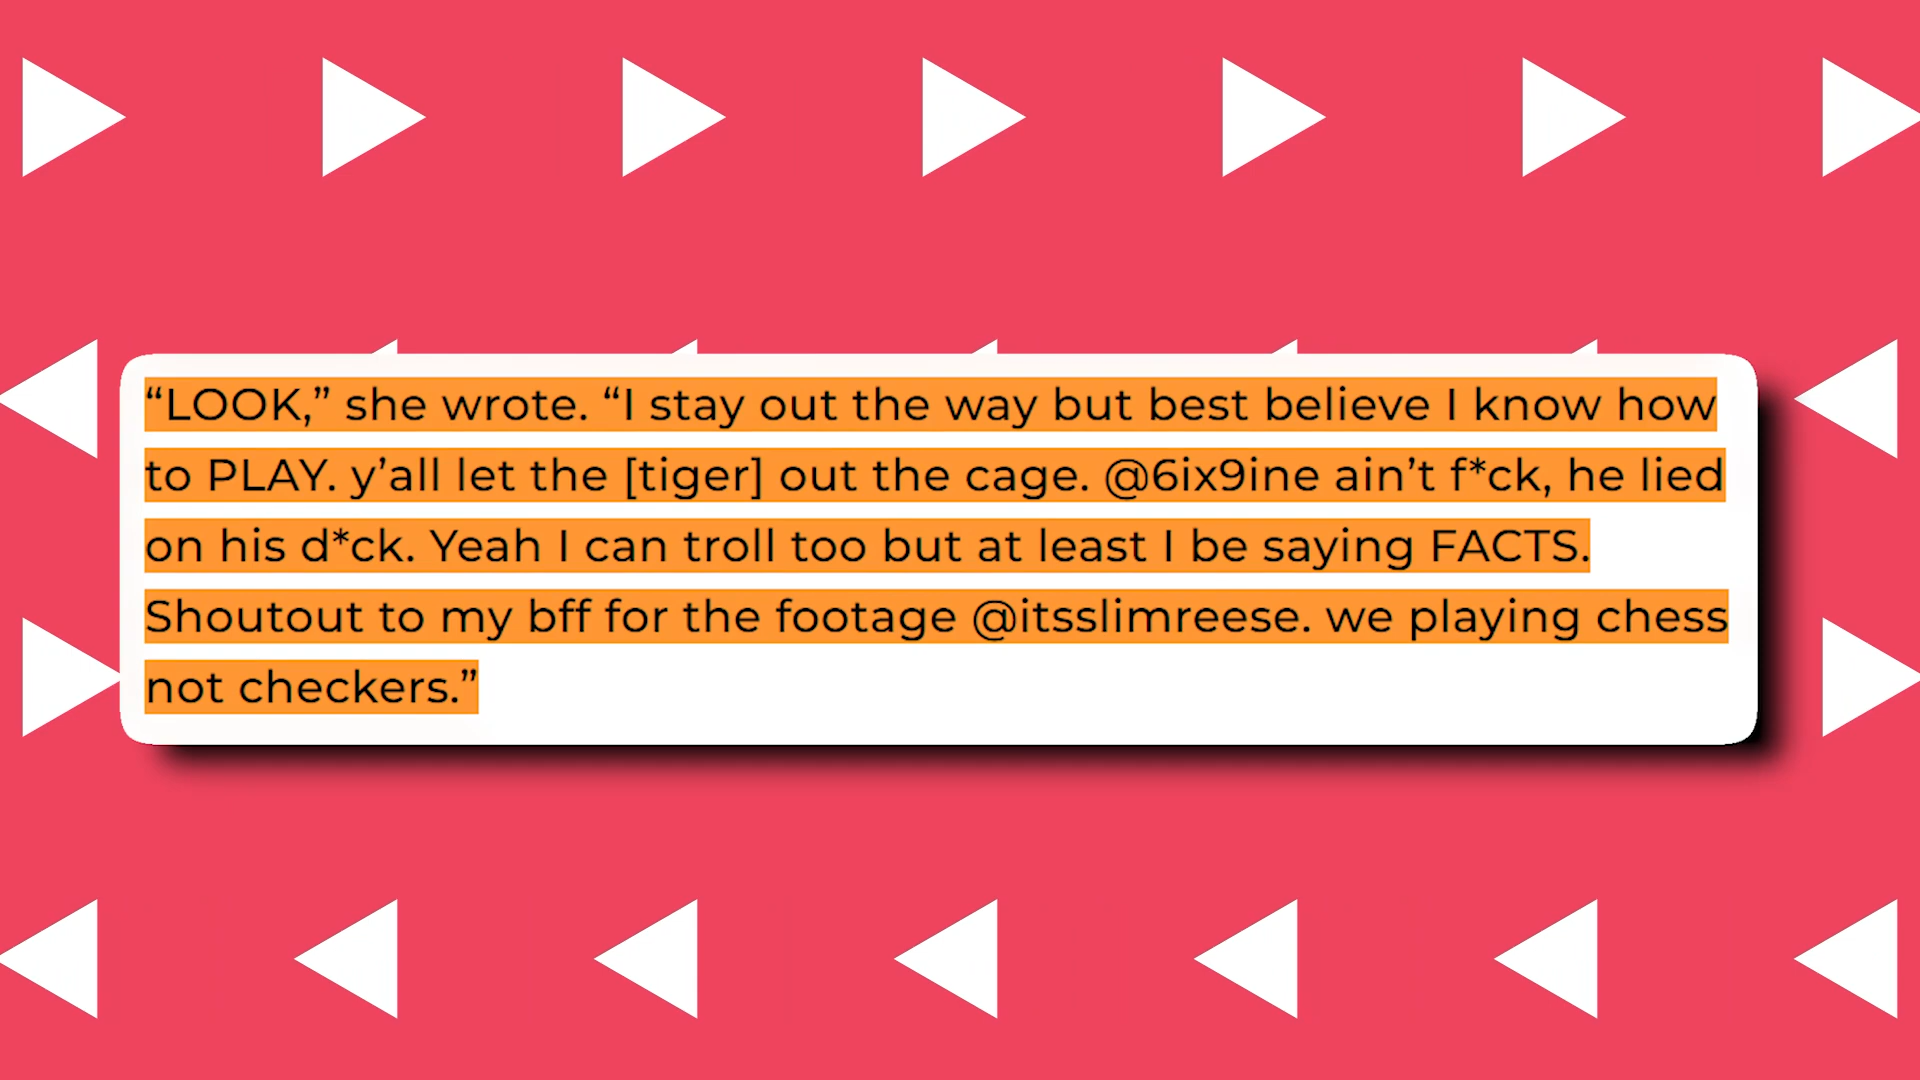 “LOOK,” she wrote. “I stay out the way but best believe I know how
to PLAY. y’all let the [tiger] out the cage. @6ix9ine ain’t f*ck, he lied
on his d*ck. Yeah I can troll too but at least I be saying FACTS.
Shoutout to my bff for the footage @itsslimreese. we playing chess
not checkers.”